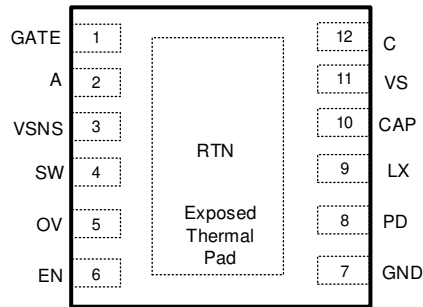 GATE 1
A 2
VSNS 3
SW 4
OV 5
EN 6
RTN
Exposed
Thermal
Pad
12 C
11 VS
10 CAP
9 LX
8 PD
7 GND